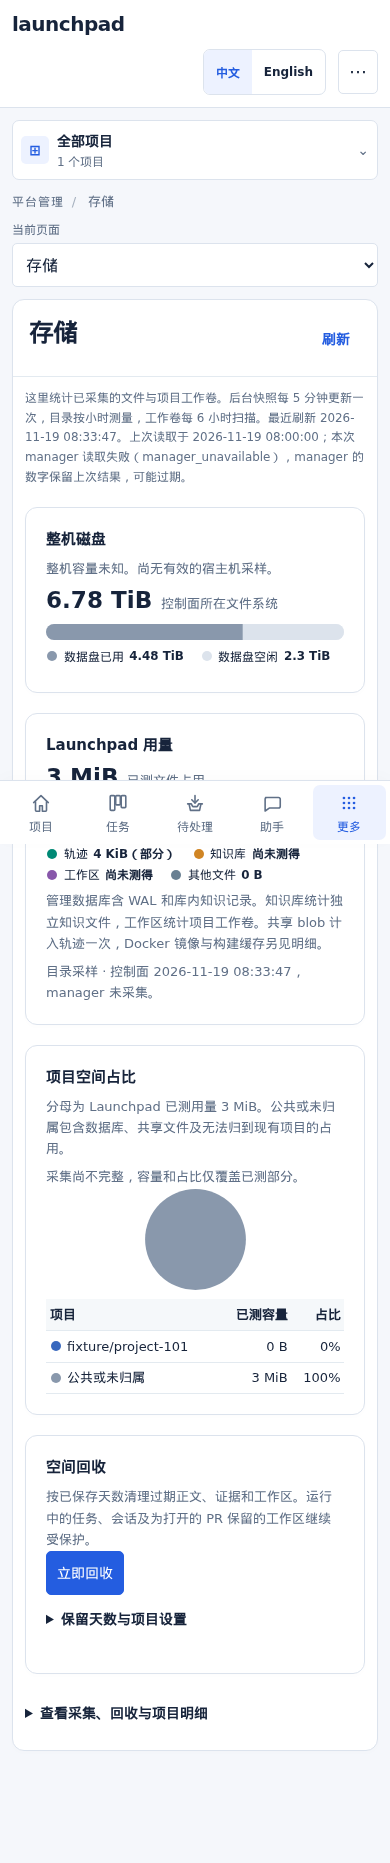 launchpad
中文
English
⋯
全部项目
1 个项目
平台管理 / 存储
当前页面
存储
存储
刷新
这里统计已采集的文件与项目工作卷。后台快照每 5 分钟更新一
次，目录按小时测量，工作卷每 6 小时扫描。最近刷新 2026-
11-19 08:33:47。上次读取于 2026-11-19 08:00:00；本次
manager 读取失败（manager_unavailable），manager 的
数字保留上次结果，可能过期。
整机磁盘
整机容量未知。尚无有效的宿主机采样。
6.78 TiB 控制面所在文件系统
数据盘已用 4.48 TiB 数据盘空闲 2.3 TiB
Launchpad 用量
3 MiB 已测文件占用
项目
任务
待处理
助手
更多
轨迹 4 KiB（部分） 知识库 尚未测得
工作区 尚未测得 其他文件 0 B
管理数据库含 WAL 和库内知识记录。知识库统计独
立知识文件，工作区统计项目工作卷。共享 blob 计
入轨迹一次，Docker 镜像与构建缓存另见明细。
目录采样 · 控制面 2026-11-19 08:33:47，
manager 未采集。
项目空间占比
分母为 Launchpad 已测用量 3 MiB。公共或未归
属包含数据库、共享文件及无法归到现有项目的占
用。
采集尚不完整，容量和占比仅覆盖已测部分。
项目 已测容量 占比
fixture/project-101 0 B 0%
公共或未归属 3 MiB 100%
空间回收
按已保存天数清理过期正文、证据和工作区。运行
中的任务、会话及为打开的 PR 保留的工作区继续
受保护。
立即回收
保留天数与项目设置
查看采集、回收与项目明细